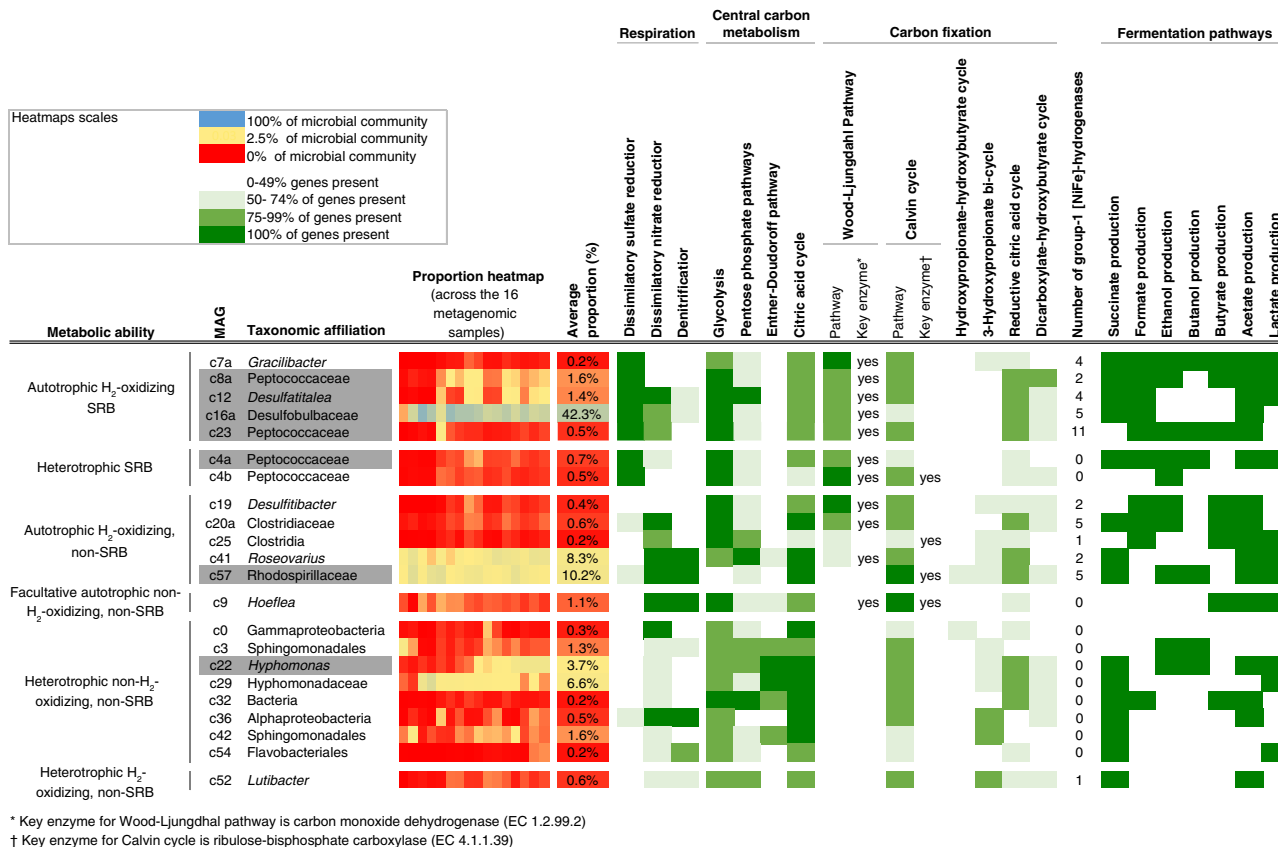 Respiration
Central carbon
metabolism
Carbon fixation
Fermentation pathways
Heatmaps scales
100% of microbial community
2.5% of microbial community
0% of microbial community
0-49% genes present
50- 74% of genes present
75-99% of genes present
100% of genes present
Metabolic ability
MAG
Taxonomic affiliation
Proportion heatmap
(across the 16
metagenomic
samples)
Average
proportion (%)
Dissimilatory sulfate reduction
Dissimilatory nitrate reduction
Denitrification
Glycolysis
Pentose phosphate pathways
Entner-Doudoroff pathway
Citric acid cycle
Wood-Ljungdahl Pathway
Pathway
Key enzyme*
Calvin cycle
Pathway
Key enzyme†
Hydroxypropionate-hydroxybutyrate cycle
3-Hydroxypropionate bi-cycle
Reductive citric acid cycle
Dicarboxylate-hydroxybutyrate cycle
Number of group-1 [NiFe]-hydrogenases
Succinate production
Formate production
Ethanol production
Butanol production
Butyrate production
Acetate production
Lactate production
Autotrophic H2-oxidizing
SRB
c7a Gracilibacter 0.2% yes 4
c8a Peptococcaceae 1.6% yes 2
c12 Desulfatitalea 1.4% yes 4
c16a Desulfobulbaceae 42.3% yes 5
c23 Peptococcaceae 0.5% yes 11
Heterotrophic SRB
c4a Peptococcaceae 0.7% yes 0
c4b Peptococcaceae 0.5% yes yes 0
Autotrophic H2-oxidizing,
non-SRB
c19 Desulfitibacter 0.4% yes 2
c20a Clostridiaceae 0.6% yes 5
c25 Clostridia 0.2% yes 1
c41 Roseovarius 8.3% yes 2
c57 Rhodospirillaceae 10.2% yes 5
Facultative autotrophic non-
H2-oxidizing, non-SRB
c9 Hoeflea 1.1% yes yes 0
Heterotrophic non-H2-
oxidizing, non-SRB
c0 Gammaproteobacteria 0.3% 0
c3 Sphingomonadales 1.3% 0
c22 Hyphomonas 3.7% 0
c29 Hyphomonadaceae 6.6% 0
c32 Bacteria 0.2% 0
c36 Alphaproteobacteria 0.5% 0
c42 Sphingomonadales 1.6% 0
c54 Flavobacteriales 0.2% 0
Heterotrophic H2-
oxidizing, non-SRB
c52 Lutibacter 0.6% 1
* Key enzyme for Wood-Ljungdhal pathway is carbon monoxide dehydrogenase (EC 1.2.99.2)
† Key enzyme for Calvin cycle is ribulose-bisphosphate carboxylase (EC 4.1.1.39)